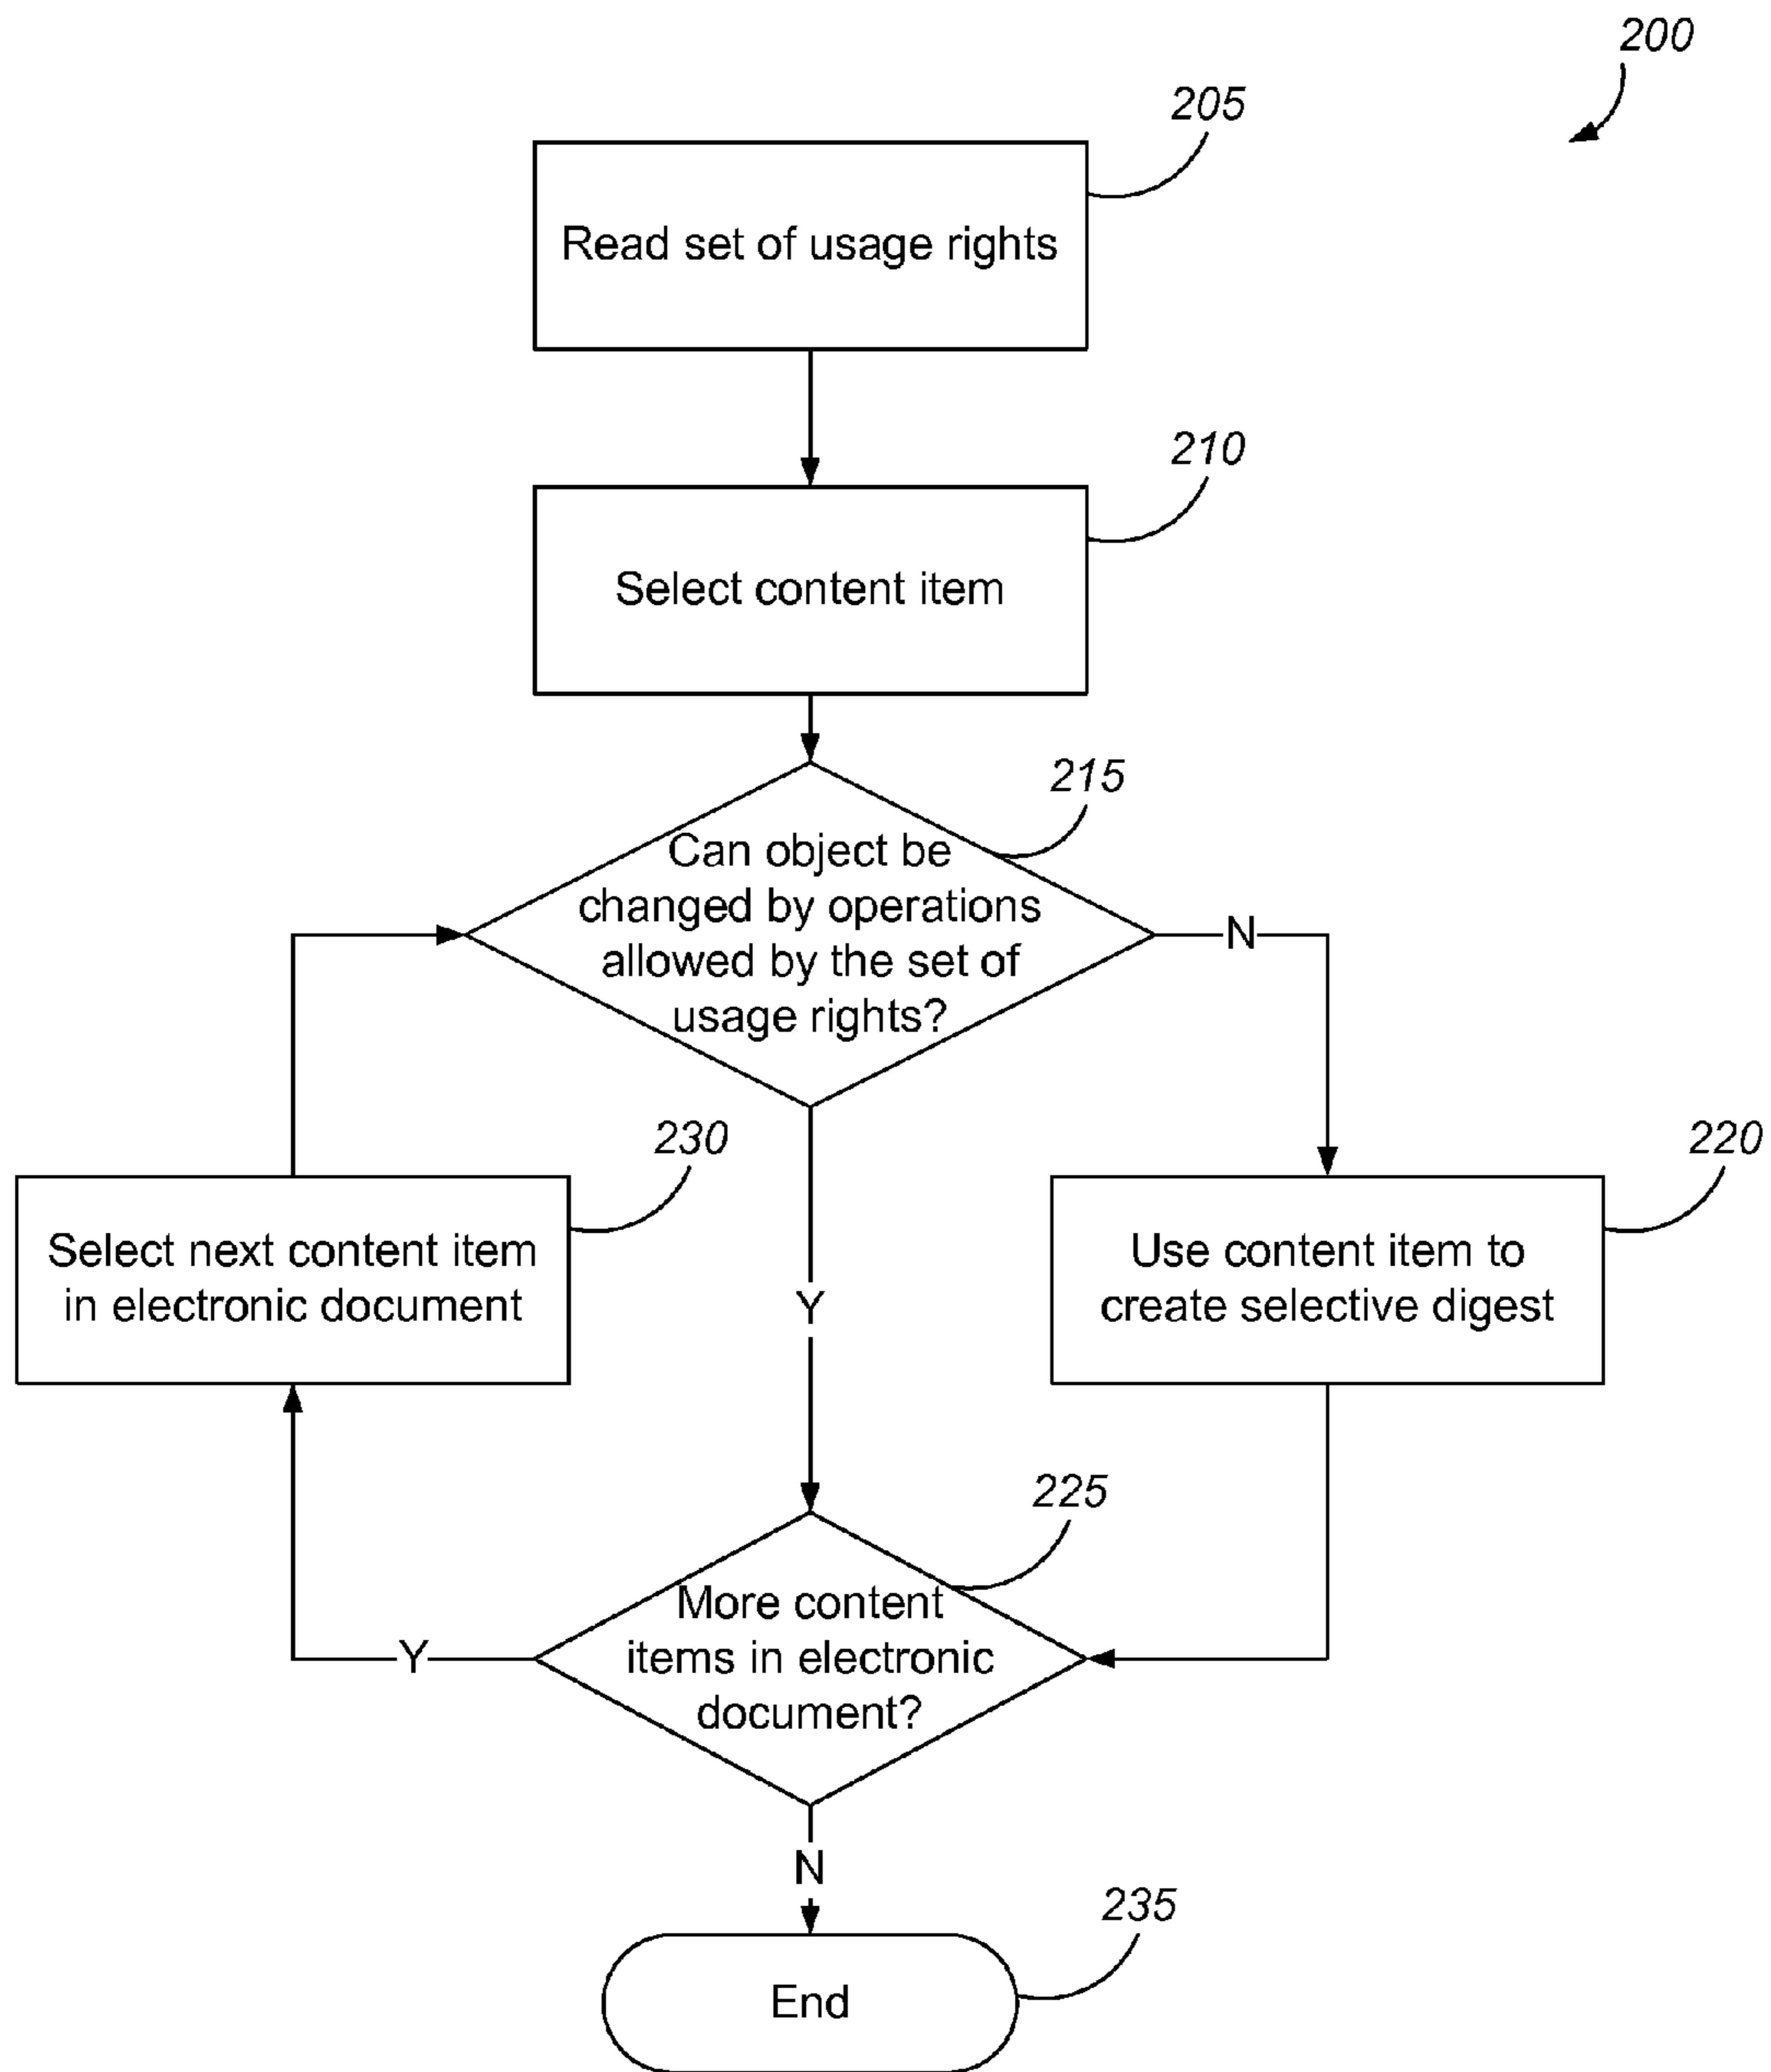 200
205
Read set of usage rights
210
Select content item
215
Can object be
changed by operations
allowed by the set of
usage rights?
N
Y
230
Select next content item
in electronic document
220
Use content item to
create selective digest
225
More content
items in electronic
document?
Y
N
235
End